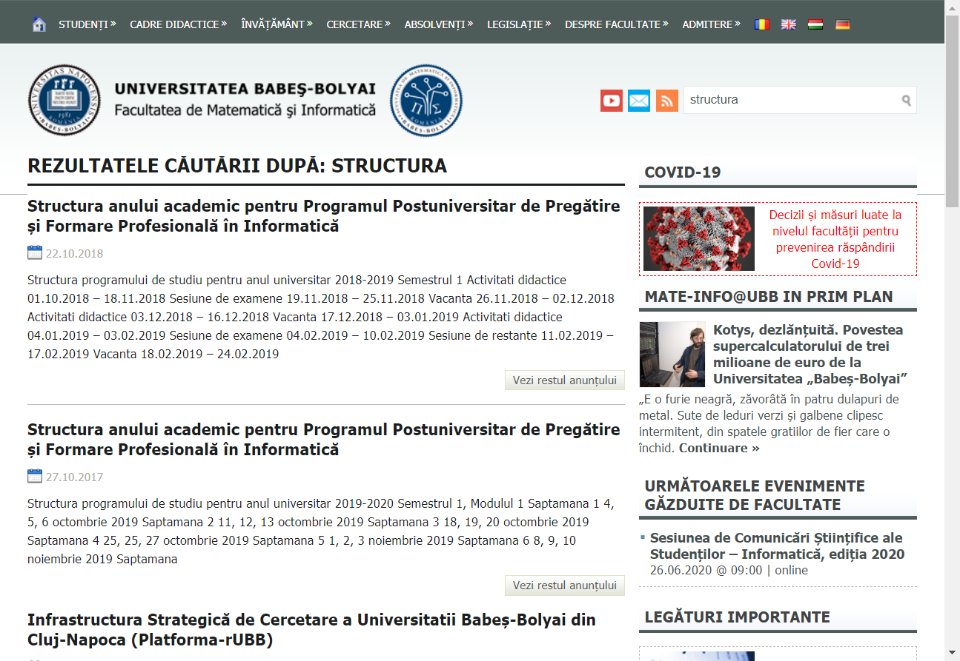 STUDENȚI » CADRE DIDACTICE » ÎNVĂȚĂMÂNT » CERCETARE » ABSOLVENȚI » LEGISLAȚIE » DESPRE FACULTATE » ADMITERE »
UNIVERSITATEA BABEŞ-BOLYAI
Facultatea de Matematică şi Informatică
structura
REZULTATELE CĂUTĂRII DUPĂ: STRUCTURA
Structura anului academic pentru Programul Postuniversitar de Pregătire
și Formare Profesională în Informatică
22.10.2018
Structura programului de studiu pentru anul universitar 2018-2019 Semestrul 1 Activitati didactice
01.10.2018 – 18.11.2018 Sesiune de examene 19.11.2018 – 25.11.2018 Vacanta 26.11.2018 – 02.12.2018
Activitati didactice 03.12.2018 – 16.12.2018 Vacanta 17.12.2018 – 03.01.2019 Activitati didactice
04.01.2019 – 03.02.2019 Sesiune de examene 04.02.2019 – 10.02.2019 Sesiune de restante 11.02.2019 –
17.02.2019 Vacanta 18.02.2019 – 24.02.2019
Vezi restul anunțului
Structura anului academic pentru Programul Postuniversitar de Pregătire
și Formare Profesională în Informatică
27.10.2017
Structura programului de studiu pentru anul universitar 2019-2020 Semestrul 1, Modulul 1 Saptamana 1 4,
5, 6 octombrie 2019 Saptamana 2 11, 12, 13 octombrie 2019 Saptamana 3 18, 19, 20 octombrie 2019
Saptamana 4 25, 25, 27 octombrie 2019 Saptamana 5 1, 2, 3 noiembrie 2019 Saptamana 6 8, 9, 10
noiembrie 2019 Saptamana
Vezi restul anunțului
Infrastructura Strategică de Cercetare a Universitatii Babeș-Bolyai din
Cluj-Napoca (Platforma-rUBB)
COVID-19
Decizii și măsuri luate la
nivelul facultății pentru
prevenirea răspândirii
Covid-19
MATE-INFO@UBB IN PRIM PLAN
Kotys, dezlănțuită. Povestea
supercalculatorului de trei
milioane de euro de la
Universitatea „Babeș-Bolyai”
„E o furie neagră, zăvorâtă în patru dulapuri de
metal. Sute de leduri verzi și galbene clipesc
intermitent, din spatele gratiilor de fier care o
închid. Continuare »
URMĂTOARELE EVENIMENTE
GĂZDUITE DE FACULTATE
Sesiunea de Comunicări Științifice ale
Studenților – Informatică, ediția 2020
26.06.2020 @ 09:00 | online
LEGĂTURI IMPORTANTE